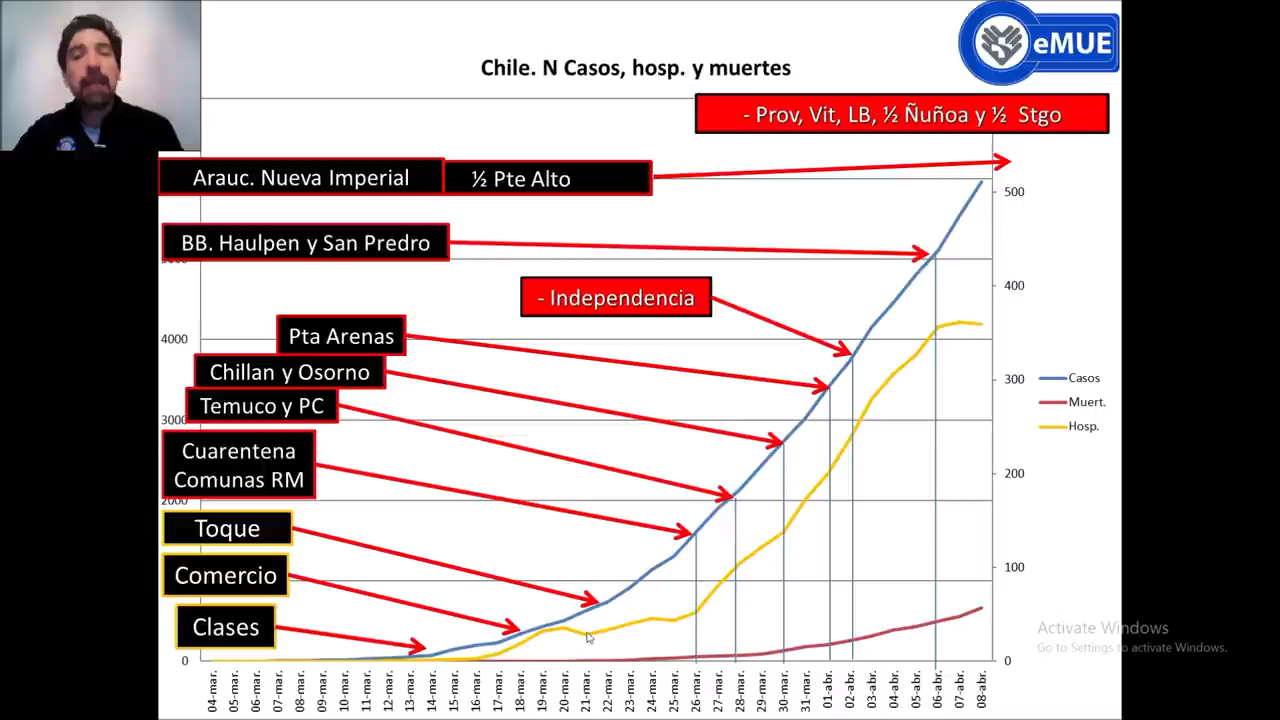 eMUE
Chile. N Casos, hosp. y muertes
- Prov, Vit, LB, ½ Ñuñoa y ½ Stgo
Arauc. Nueva Imperial
½ Pte Alto
500
BB. Haulpen y San Predro
400
- Independencia
Pta Arenas
4000
Chillan y Osorno
300
Casos
Temuco y PC
Muert.
3000
Hosp.
Cuarentena
Comunas RM
200
2000
Toque
Comercio
100
Clases
Activate Windows
Go to Settings to activate Windows.
0
0
04-mar.
05-mar.
06-mar.
07-mar.
08-mar.
09-mar.
10-mar.
11-mar.
12-mar.
13-mar.
14-mar.
15-mar.
16-mar.
17-mar.
18-mar.
19-mar.
20-mar.
21-mar.
22-mar.
23-mar.
24-mar.
25-mar.
26-mar.
27-mar.
28-mar.
29-mar.
30-mar.
31-mar.
01-abr.
02-abr.
03-abr.
04-abr.
05-abr.
06-abr.
07-abr.
08-abr.